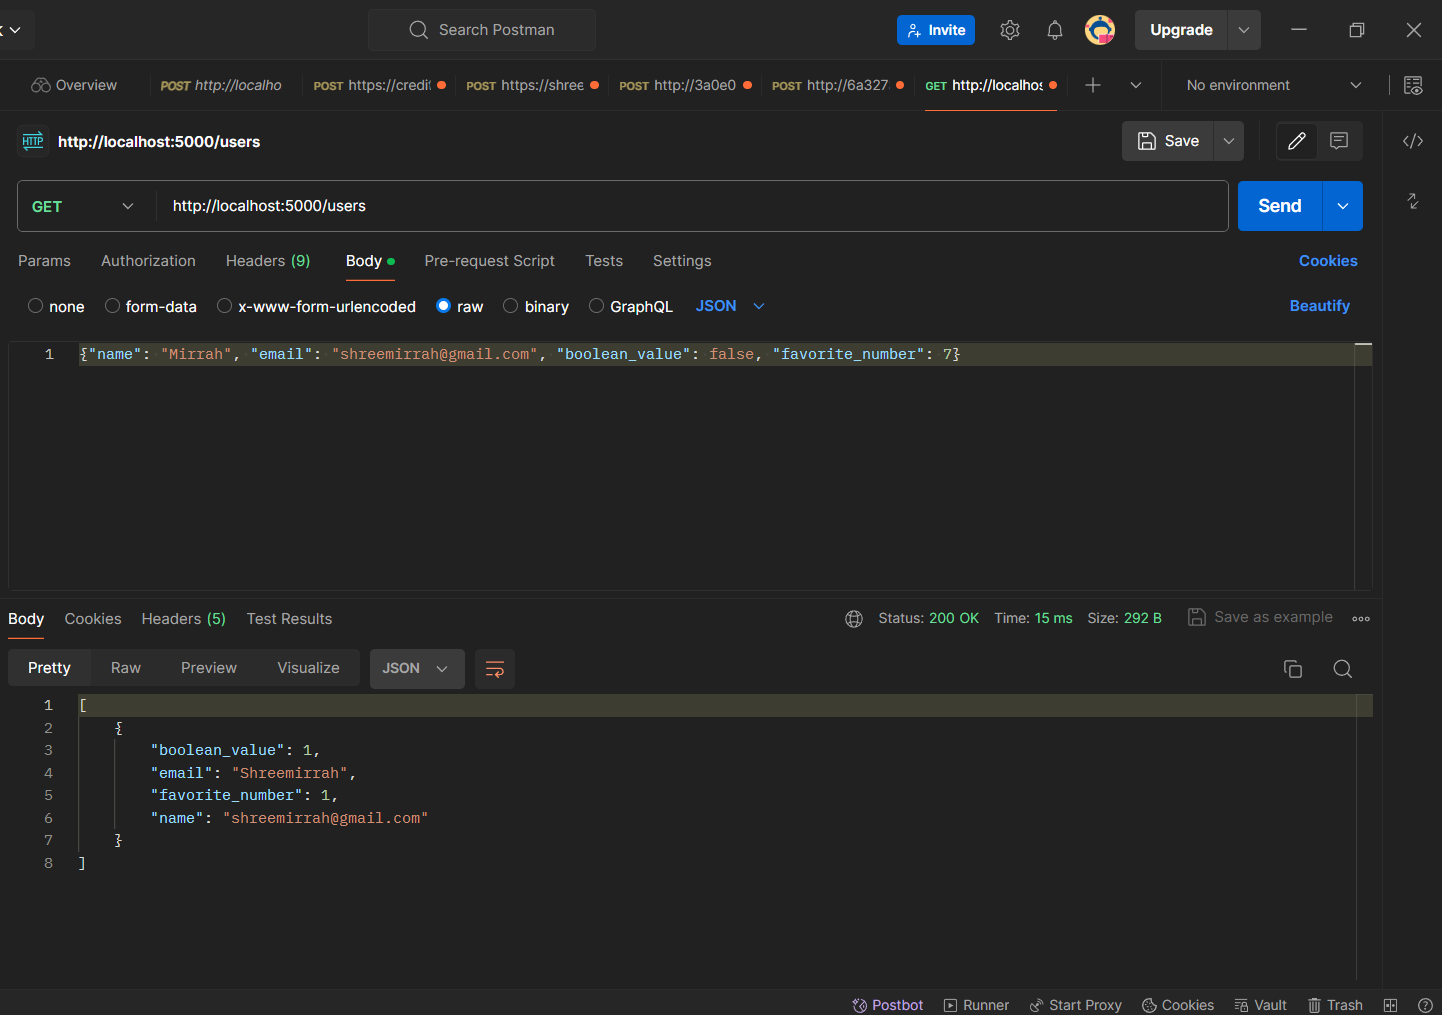 Search Postman
Invite
Upgrade
Overview
POST http://localho
POST https://credi
POST https://shree
POST http://3a0e0
POST http://6a327
GET http://localhos
No environment
HTTP http://localhost:5000/users
Save
GET http://localhost:5000/users
Send
Params Authorization Headers (9) Body Pre-request Script Tests Settings Cookies
none form-data x-www-form-urlencoded raw binary GraphQL JSON Beautify
1 {"name": "Mirrah", "email": "shreemirrah@gmail.com", "boolean_value": false, "favorite_number": 7}
Body Cookies Headers (5) Test Results Status: 200 OK Time: 15 ms Size: 292 B Save as example
Pretty Raw Preview Visualize JSON
1 [
2 {
3 "boolean_value": 1,
4 "email": "Shreemirrah",
5 "favorite_number": 1,
6 "name": "shreemirrah@gmail.com"
7 }
8 ]
Postbot Runner Start Proxy Cookies Vault Trash